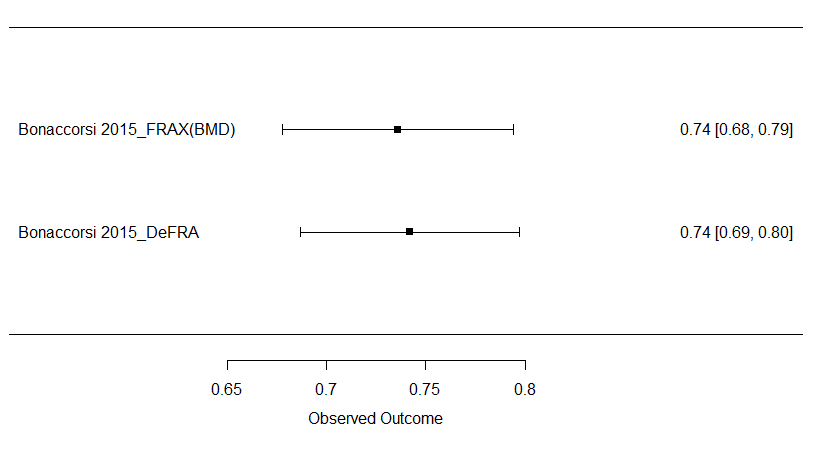 Bonaccorsi 2015_FRAX(BMD) 0.74 [0.68, 0.79]
Bonaccorsi 2015_DeFRA 0.74 [0.69, 0.80]
0.65 0.7 0.75 0.8
Observed Outcome